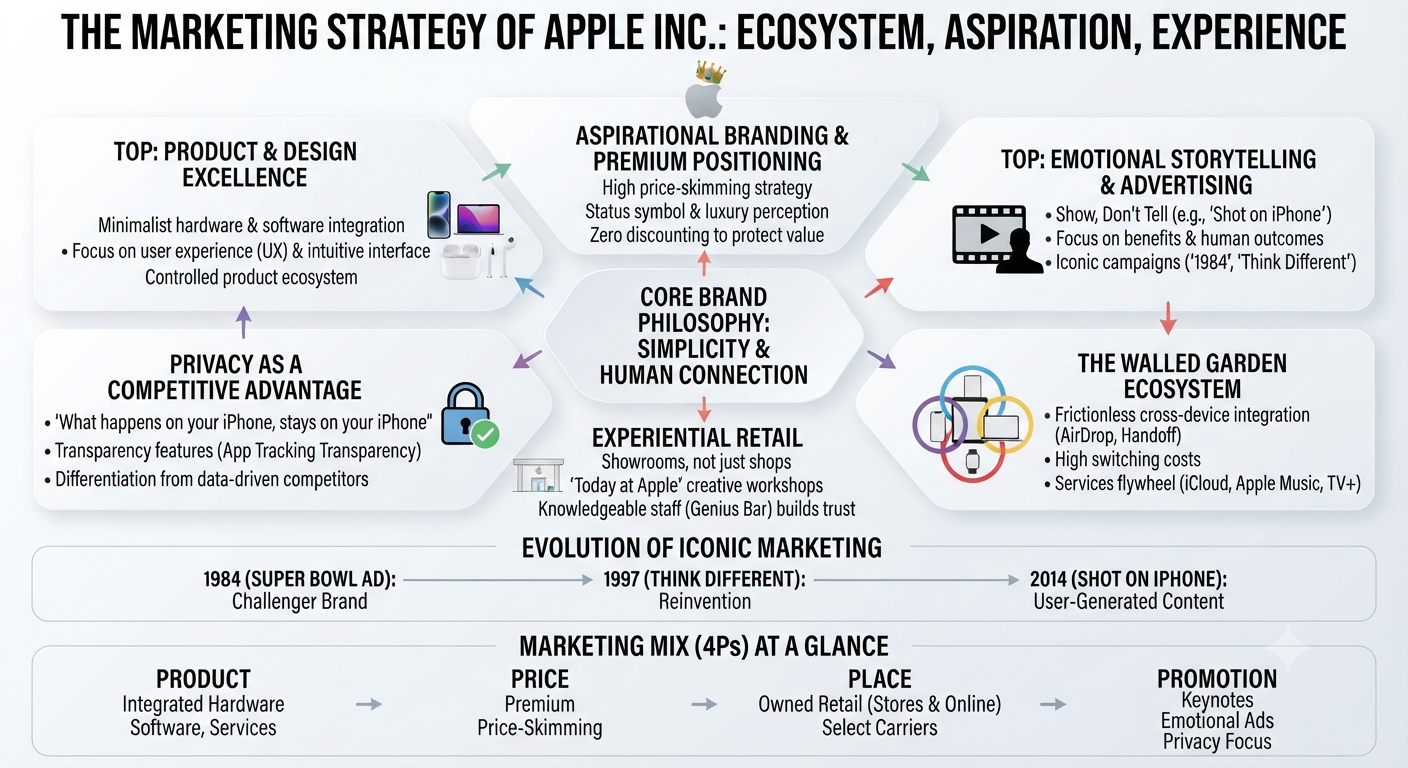 THE MARKETING STRATEGY OF APPLE INC.: ECOSYSTEM, ASPIRATION, EXPERIENCE
TOP: PRODUCT & DESIGN
EXCELLENCE
Minimalist hardware & software integration
• Focus on user experience (UX) & intuitive interface
Controlled product ecosystem
ASPIRATIONAL BRANDING &
PREMIUM POSITIONING
High price-skimming strategy
Status symbol & luxury perception
Zero discounting to protect value
TOP: EMOTIONAL STORYTELLING
& ADVERTISING
• Show, Don't Tell (e.g., 'Shot on iPhone')
• Focus on benefits & human outcomes
• Iconic campaigns ('1984', 'Think Different')
CORE BRAND
PHILOSOPHY:
SIMPLICITY &
HUMAN CONNECTION
PRIVACY AS A
COMPETITIVE ADVANTAGE
• 'What happens on your iPhone, stays on your iPhone"
• Transparency features (App Tracking Transparency)
• Differentiation from data-driven competitors
EXPERIENTIAL RETAIL
Showrooms, not just shops
'Today at Apple' creative workshops
Knowledgeable staff (Genius Bar) builds trust
THE WALLED GARDEN
ECOSYSTEM
• Frictionless cross-device integration
(AirDrop, Handoff)
• High switching costs
• Services flywheel (iCloud, Apple Music, TV+)
EVOLUTION OF ICONIC MARKETING
1984 (SUPER BOWL AD):
Challenger Brand
1997 (THINK DIFFERENT):
Reinvention
2014 (SHOT ON IPHONE):
User-Generated Content
MARKETING MIX (4Ps) AT A GLANCE
PRODUCT
Integrated Hardware
Software, Services
PRICE
Premium
Price-Skimming
PLACE
Owned Retail (Stores & Online)
Select Carriers
PROMOTION
Keynotes
Emotional Ads
Privacy Focus